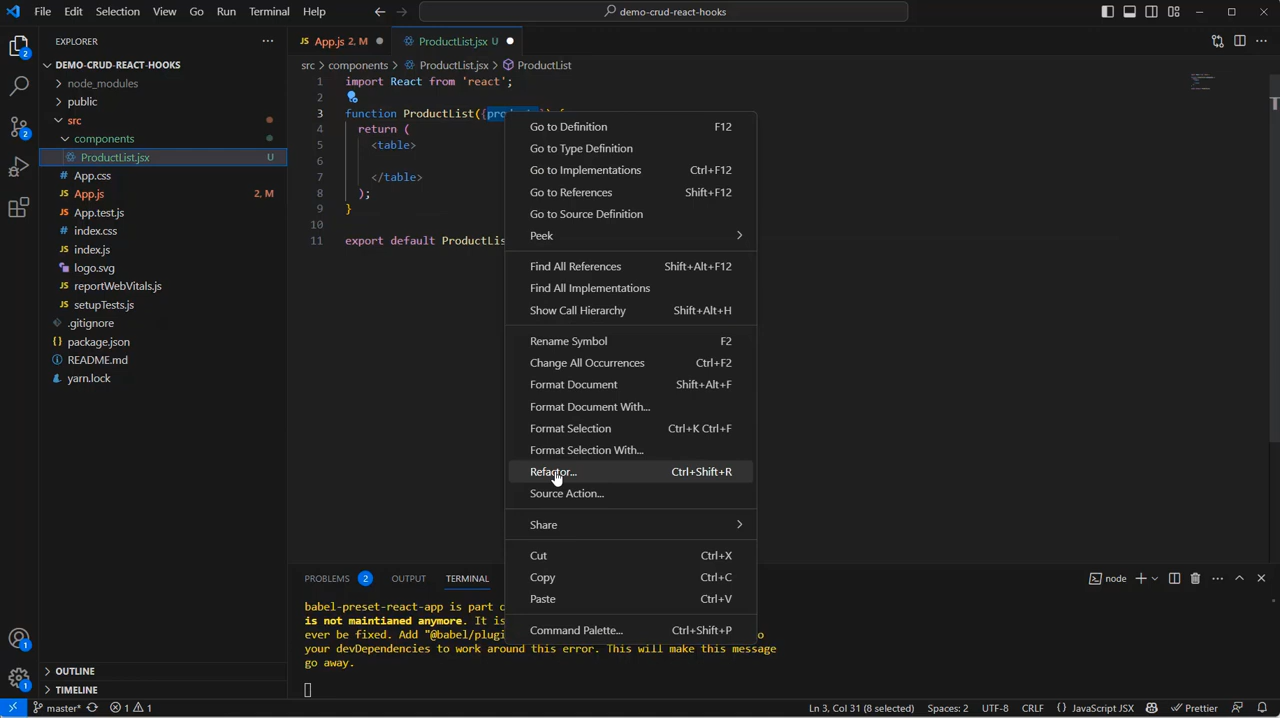 File Edit Selection View Go Run Terminal Help
demo-crud-react-hooks
EXPLORER
DEMO-CRUD-REACT-HOOKS
node_modules
public
src
components
ProductList.jsx U
App.css
App.js 2, M
App.test.js
index.css
index.js
logo.svg
reportWebVitals.js
setupTests.js
.gitignore
package.json
README.md
yarn.lock
OUTLINE
TIMELINE
2
2
1
1
App.js 2, M
ProductList.jsx U
src > components > ProductList.jsx > ProductList
1 import React from 'react';
2
3 function ProductList({
4 return (
5 <table>
6
7 </table>
8 );
9 }
10
11 export default ProductLis
Go to Definition F12
Go to Type Definition
Go to Implementations Ctrl+F12
Go to References Shift+F12
Go to Source Definition
Peek
Find All References Shift+Alt+F12
Find All Implementations
Show Call Hierarchy Shift+Alt+H
Rename Symbol F2
Change All Occurrences Ctrl+F2
Format Document Shift+Alt+F
Format Document With...
Format Selection Ctrl+K Ctrl+F
Format Selection With...
Refactor... Ctrl+Shift+R
Source Action...
Share
Cut Ctrl+X
Copy Ctrl+C
Paste Ctrl+V
Command Palette... Ctrl+Shift+P
PROBLEMS 2 OUTPUT TERMINAL
node
babel-preset-react-app is part o
is not maintianed anymore. It is
ever be fixed. Add "@babel/plugi to
your devDependencies to work around this error. This will make this message
go away.
master* 1 1
Ln 3, Col 31 (8 selected) Spaces: 2 UTF-8 CRLF {} JavaScript JSX Prettier